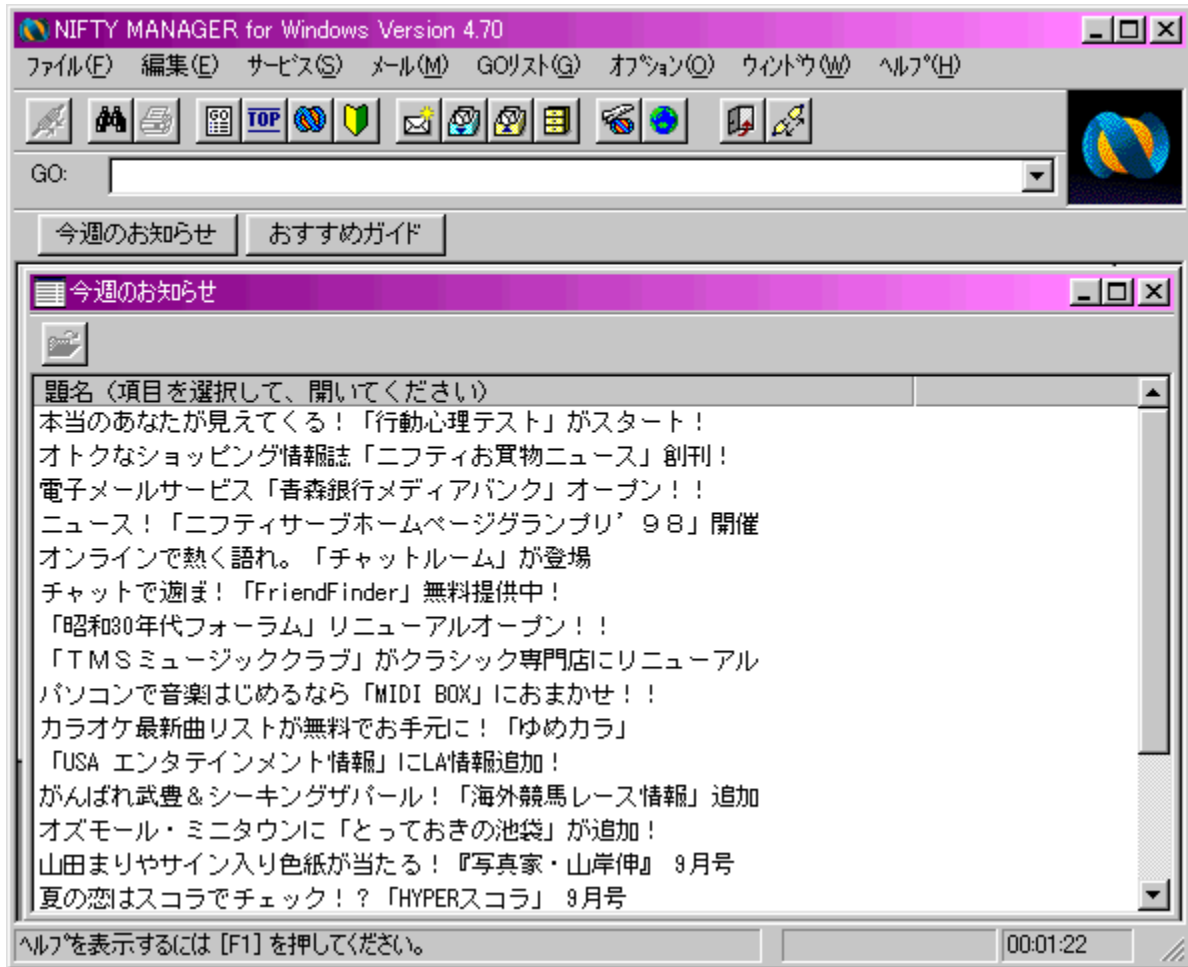 NIFTY MANAGER for Windows Version 4.70
ﾌｧｲﾙ(F) 編集(E) ｻｰﾋﾞｽ(S) ﾒｰﾙ(M) GOﾘｽﾄ(G) ｵﾌﾟｼｮﾝ(O) ｳｨﾝﾄﾞｳ(W) ﾍﾙﾌﾟ(H)
GO TOP
GO:
今週のお知らせ おすすめガイド
今週のお知らせ
題名（項目を選択して、開いてください）
本当のあなたが見えてくる！「行動心理テスト」がスタート！
オトクなショッピング情報誌「ニフティお買物ニュース」創刊！
電子メールサービス「青森銀行メディアバンク」オープン！！
ニュース！「ニフティサーブホームページグランプリ’９８」開催
オンラインで熱く語れ。「チャットルーム」が登場
チャットで遊ぼ！「FriendFinder」無料提供中！
「昭和30年代フォーラム」リニューアルオープン！！
「ＴＭＳミュージッククラブ」がクラシック専門店にリニューアル
パソコンで音楽はじめるなら「MIDI BOX」におまかせ！！
カラオケ最新曲リストが無料でお手元に！「ゆめカラ」
「USA エンタテインメント情報」にLA情報追加！
がんばれ武豊＆シーキングザパール！「海外競馬レース情報」追加
オズモール・ミニタウンに「とっておきの池袋」が追加！
山田まりやサイン入り色紙が当たる！『写真家・山岸伸』 9月号
夏の恋はスコラでチェック！？「HYPERスコラ」 9月号
ﾍﾙﾌﾟを表示するには [F1] を押してください。 00:01:22